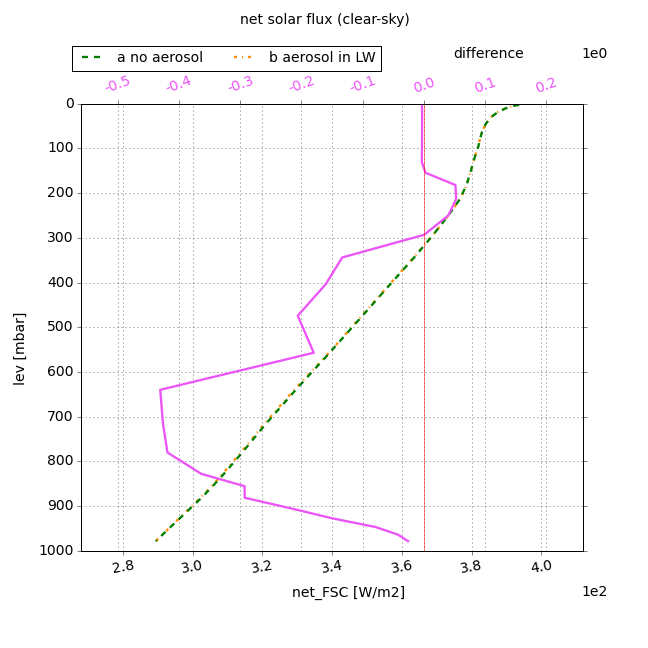 net solar flux (clear-sky)
a no aerosol b aerosol in LW difference 1e0
-0.5 -0.4 -0.3 -0.2 -0.1 0.0 0.1 0.2
0
100
200
300
400
500
600
700
800
900
1000
lev [mbar]
2.8 3.0 3.2 3.4 3.6 3.8 4.0
net_FSC [W/m2] 1e2